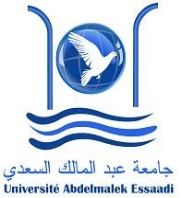 جامعة عبد المالك السعدي
Université Abdelmalek Essaadi